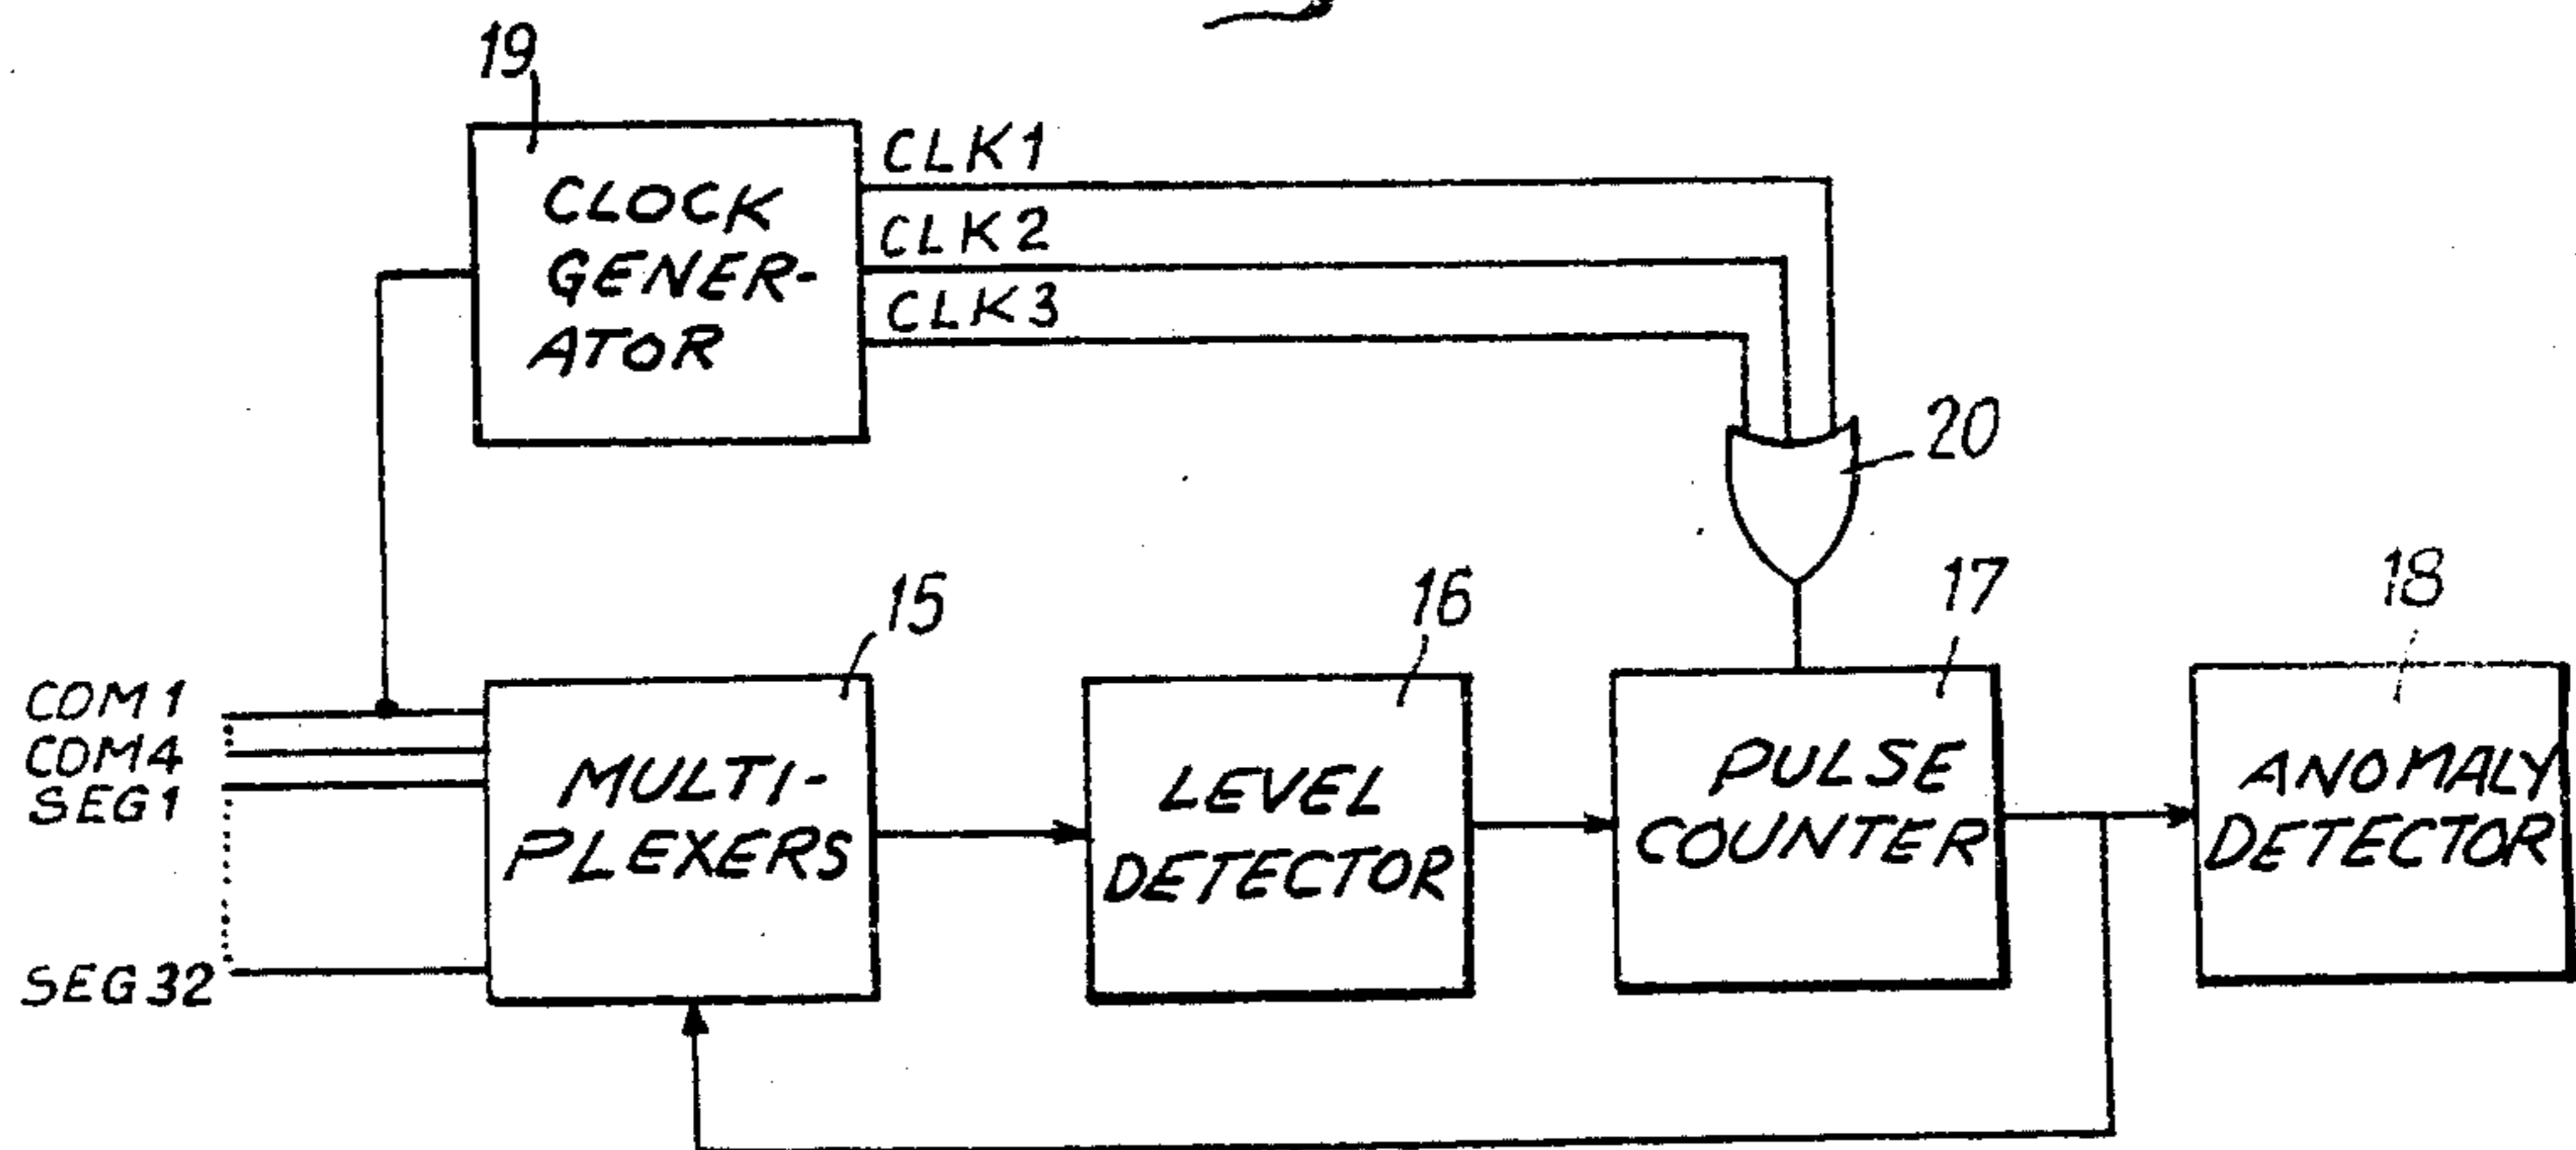 19
CLOCK
GENER-
ATOR
CLK1
CLK2
CLK3
20
15
16
17
18
COM1
COM4
SEG1
SEG32
MULTI-
PLEXERS
LEVEL
DETECTOR
PULSE
COUNTER
ANOMALY
DETECTOR